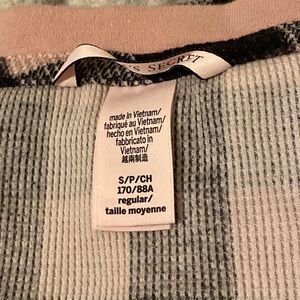 'S SECRET
made in Vietnam/
fabriqué au Vietnam/
hecho en Vietnam/
fabbricato in
Vietnam/
越南制造
S/P/CH
170/88A
regular/
taille moyenne